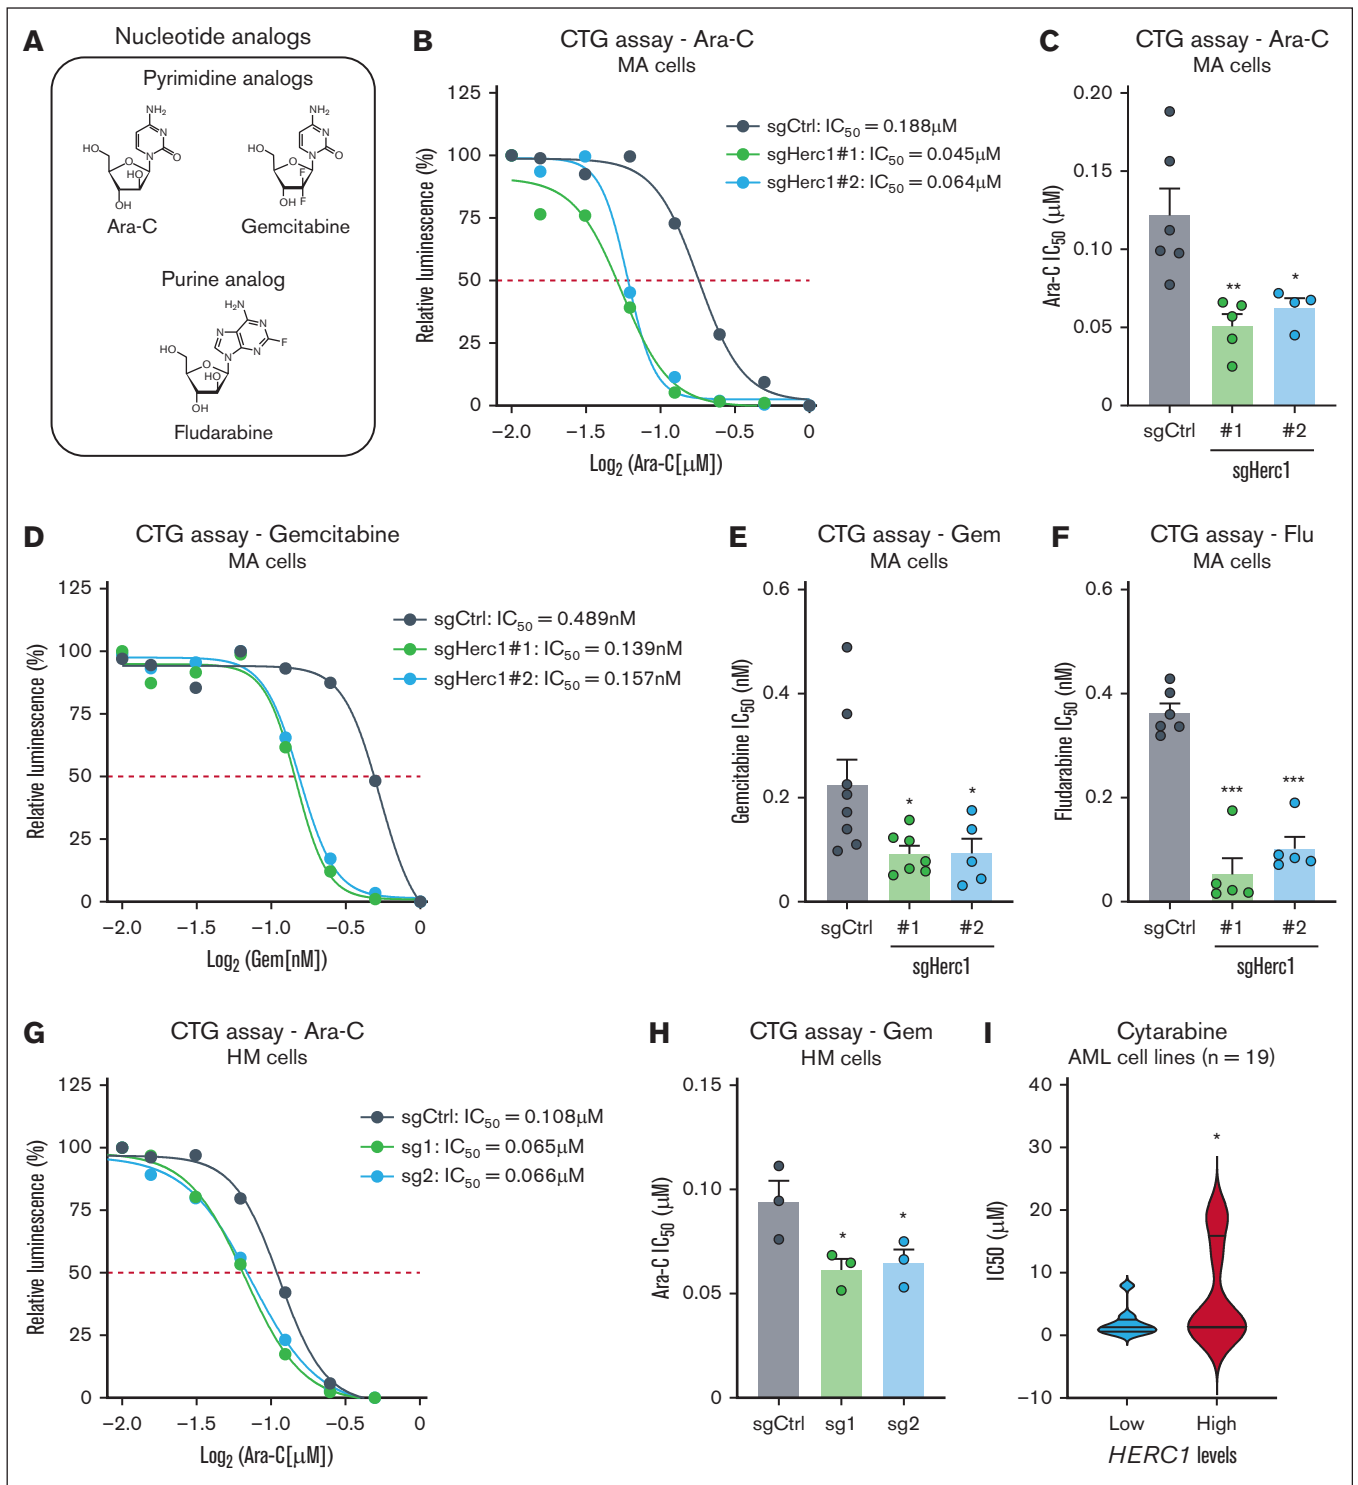 A
Nucleotide analogs
Pyrimidine analogs
NH₂
N
N
O
HO
O
HO
OH
Ara-C
NH₂
N
N
O
HO
O
F
F
OH
Gemcitabine
Purine analog
H₂N
N
N
N
N
F
HO
O
HO
OH
Fludarabine
B
CTG assay - Ara-C
MA cells
Relative luminescence (%)
125
100
75
50
25
0
−2.0 −1.5 −1.0 −0.5 0
Log₂ (Ara-C[μM])
sgCtrl: IC₅₀ = 0.188μM
sgHerc1#1: IC₅₀ = 0.045μM
sgHerc1#2: IC₅₀ = 0.064μM
C
CTG assay - Ara-C
MA cells
Ara-C IC₅₀ (μM)
0.20
0.15
0.10
0.05
0
**
*
sgCtrl #1 #2
sgHerc1
D
CTG assay - Gemcitabine
MA cells
Relative luminescence (%)
125
100
75
50
25
0
−2.0 −1.5 −1.0 −0.5 0
Log₂ (Gem[nM])
sgCtrl: IC₅₀ = 0.489nM
sgHerc1#1: IC₅₀ = 0.139nM
sgHerc1#2: IC₅₀ = 0.157nM
E
CTG assay - Gem
MA cells
Gemcitabine IC₅₀ (nM)
0.6
0.4
0.2
0
*
*
sgCtrl #1 #2
sgHerc1
F
CTG assay - Flu
MA cells
Fludarabine IC₅₀ (nM)
0.6
0.4
0.2
0
***
***
sgCtrl #1 #2
sgHerc1
G
CTG assay - Ara-C
HM cells
Relative luminescence (%)
125
100
75
50
25
0
−2.0 −1.5 −1.0 −0.5 0
Log₂ (Ara-C[μM])
sgCtrl: IC₅₀ = 0.108μM
sg1: IC₅₀ = 0.065μM
sg2: IC₅₀ = 0.066μM
H
CTG assay - Gem
HM cells
Ara-C IC₅₀ (μM)
0.15
0.10
0.05
0
*
*
sgCtrl sg1 sg2
I
Cytarabine
AML cell lines (n = 19)
IC50 (μM)
40
30
20
10
0
−10
*
Low High
HERC1 levels